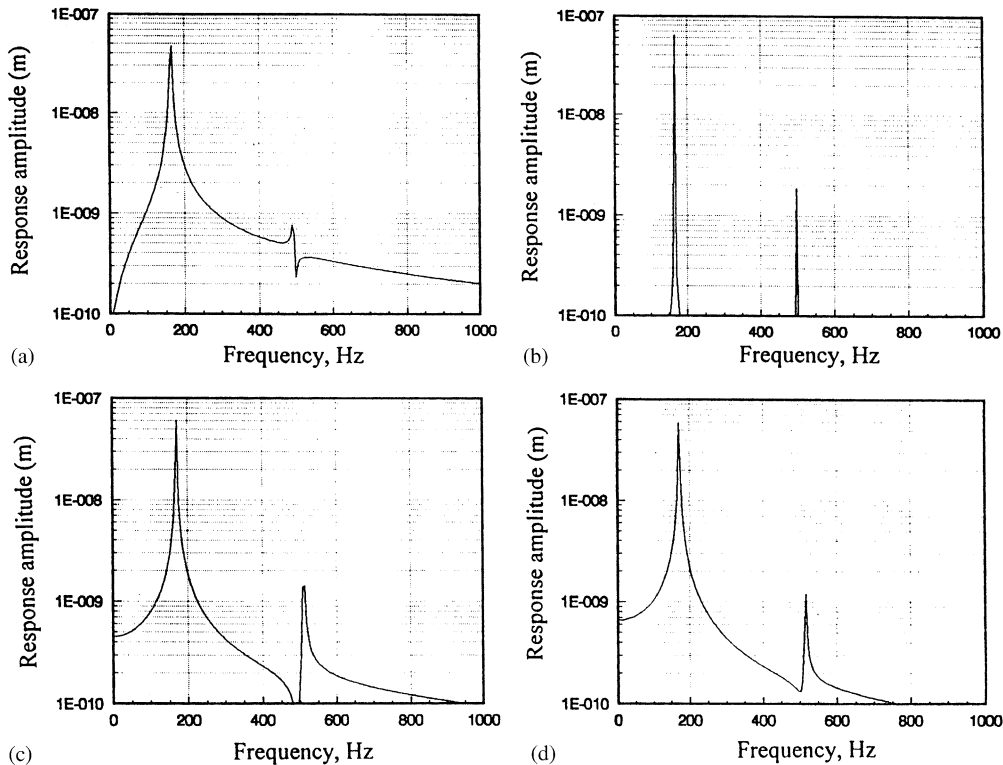 1E-007
1E-008
1E-009
1E-010
Response amplitude (m)
0 200 400 600 800 1000
Frequency, Hz
(a)
1E-007
1E-008
1E-009
1E-010
Response amplitude (m)
0 200 400 600 800 1000
Frequency, Hz
(b)
1E-007
1E-008
1E-009
1E-010
Response amplitude (m)
0 200 400 600 800 1000
Frequency, Hz
(c)
1E-007
1E-008
1E-009
1E-010
Response amplitude (m)
0 200 400 600 800 1000
Frequency, Hz
(d)